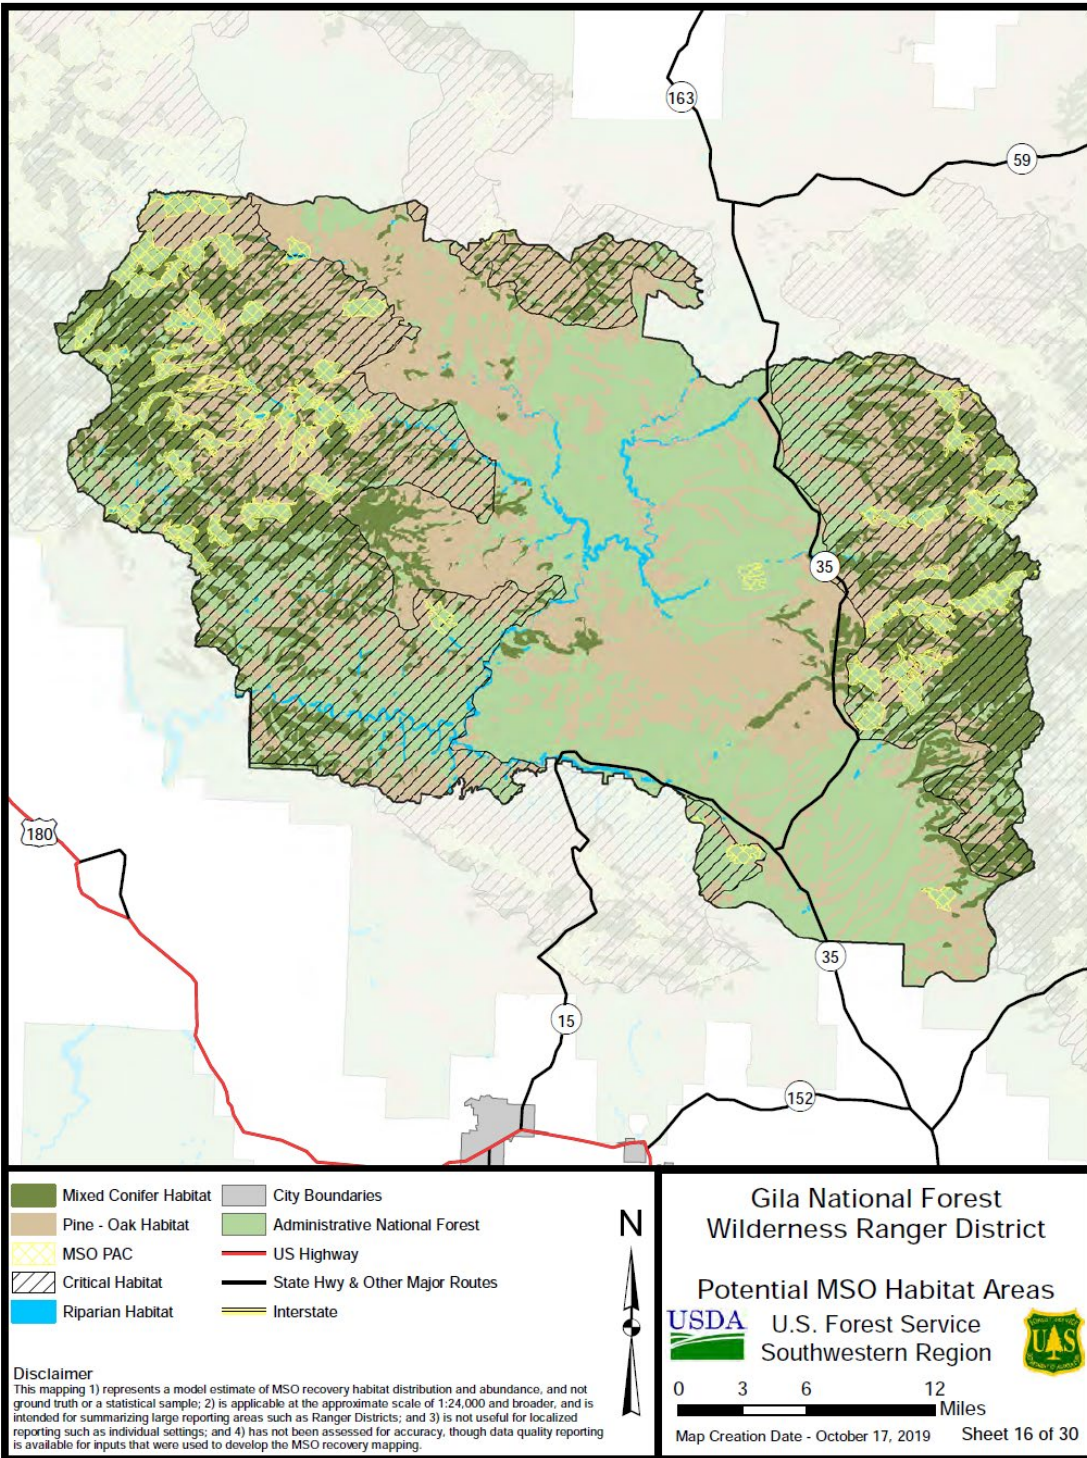 163
59
35
180
35
15
152
Mixed Conifer Habitat
Pine - Oak Habitat
MSO PAC
Critical Habitat
Riparian Habitat
City Boundaries
Administrative National Forest
US Highway
State Hwy & Other Major Routes
Interstate
N
Disclaimer
This mapping 1) represents a model estimate of MSO recovery habitat distribution and abundance, and not
ground truth or a statistical sample; 2) is applicable at the approximate scale of 1:24,000 and broader, and is
intended for summarizing large reporting areas such as Ranger Districts; and 3) is not useful for localized
reporting such as individual settings; and 4) has not been assessed for accuracy, though data quality reporting
is available for inputs that were used to develop the MSO recovery mapping.
Gila National Forest
Wilderness Ranger District
Potential MSO Habitat Areas
USDA
U.S. Forest Service
Southwestern Region
UAS
0 3 6 12
Miles
Map Creation Date - October 17, 2019 Sheet 16 of 30